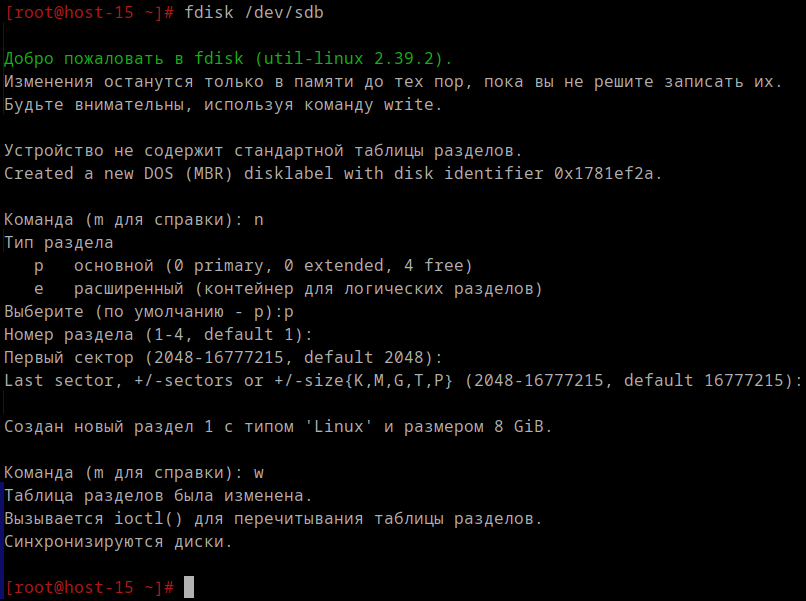 [root@host-15 ~]# fdisk /dev/sdb
Добро пожаловать в fdisk (util-linux 2.39.2).
Изменения останутся только в памяти до тех пор, пока вы не решите записать их.
Будьте внимательны, используя команду write.
Устройство не содержит стандартной таблицы разделов.
Created a new DOS (MBR) disklabel with disk identifier 0x1781ef2a.
Команда (m для справки): n
Тип раздела
   p   основной (0 primary, 0 extended, 4 free)
   e   расширенный (контейнер для логических разделов)
Выберите (по умолчанию - p):p
Номер раздела (1-4, default 1):
Первый сектор (2048-16777215, default 2048):
Last sector, +/-sectors or +/-size{K,M,G,T,P} (2048-16777215, default 16777215):
Создан новый раздел 1 с типом 'Linux' и размером 8 GiB.
Команда (m для справки): w
Таблица разделов была изменена.
Вызывается ioctl() для перечитывания таблицы разделов.
Синхронизируются диски.
[root@host-15 ~]#